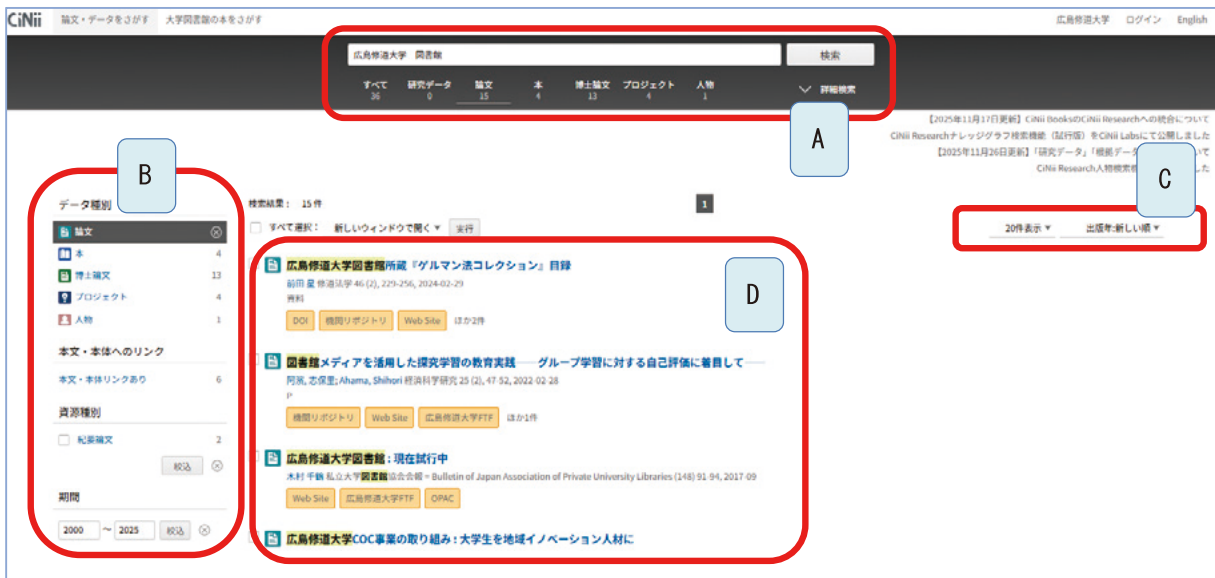 CiNii 論文・データをさがす 大学図書館の本をさがす 広島修道大学 ログイン English
広島修道大学 図書館 検索
すべて 研究データ 論文 本 博士論文 プロジェクト 人物
36 0 15 4 13 4 1
詳細検索
A
【2025年11月17日更新】CiNii BooksのCiNii Researchへの統合について
CiNii Researchナレッジグラフ検索機能（試行版）をCiNii Labsにて公開しました
【2025年11月26日更新】「研究データ」「根拠デー いて
CiNii Research人物検索 した
B
C
データ種別
論文
本 4
博士論文 13
プロジェクト 4
人物 1
本文・本体へのリンク
本文・本体リンクあり 6
資源種別
紀要論文 2
絞込
期間
2000 ～ 2025 絞込
検索結果： 15 件 1
すべて選択： 新しいウィンドウで開く 実行
20件表示 出版年:新しい順
D
広島修道大学図書館所蔵『ゲルマン法コレクション』目録
前田 星 修道法学 46 (2), 229-256, 2024-02-29
資料
DOI 機関リポジトリ Web Site ほか2件
図書館メディアを活用した探究学習の教育実践——グループ学習に対する自己評価に着目して——
阿濱, 志保里; Ahama, Shihori 経済科学研究 25 (2), 47-52, 2022-02-28
P
機関リポジトリ Web Site 広島修道大学FTF ほか1件
広島修道大学図書館 : 現在試行中
木村 千鶴 私立大学図書館協会会報 = Bulletin of Japan Association of Private University Libraries (148) 91-94, 2017-09
Web Site 広島修道大学FTF OPAC
広島修道大学COC事業の取り組み : 大学生を地域イノベーション人材に